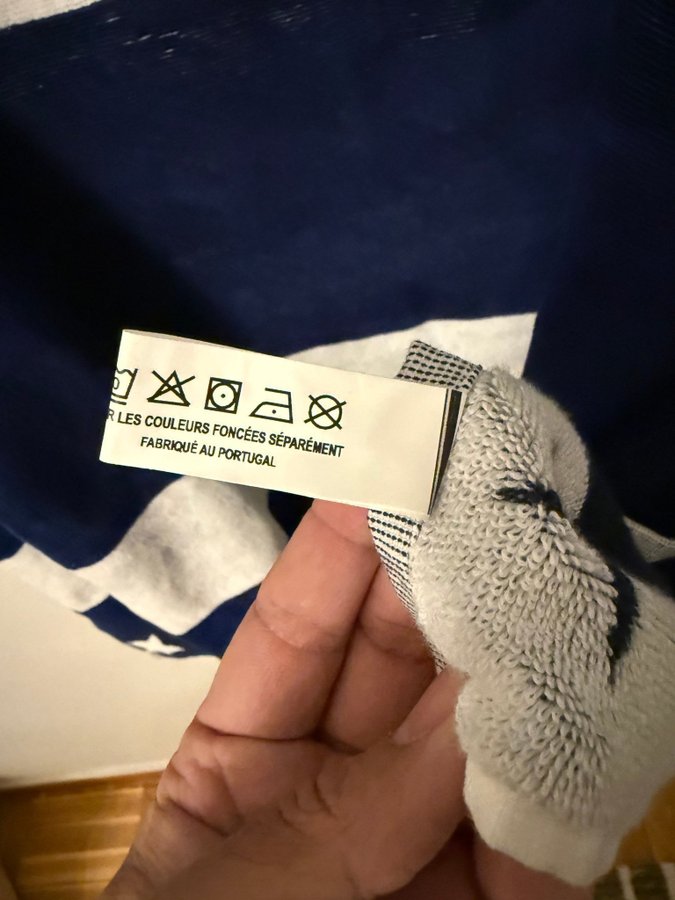 LES COULEURS FONCÉES SÉPARÉMENT
FABRIQUÉ AU PORTUGAL